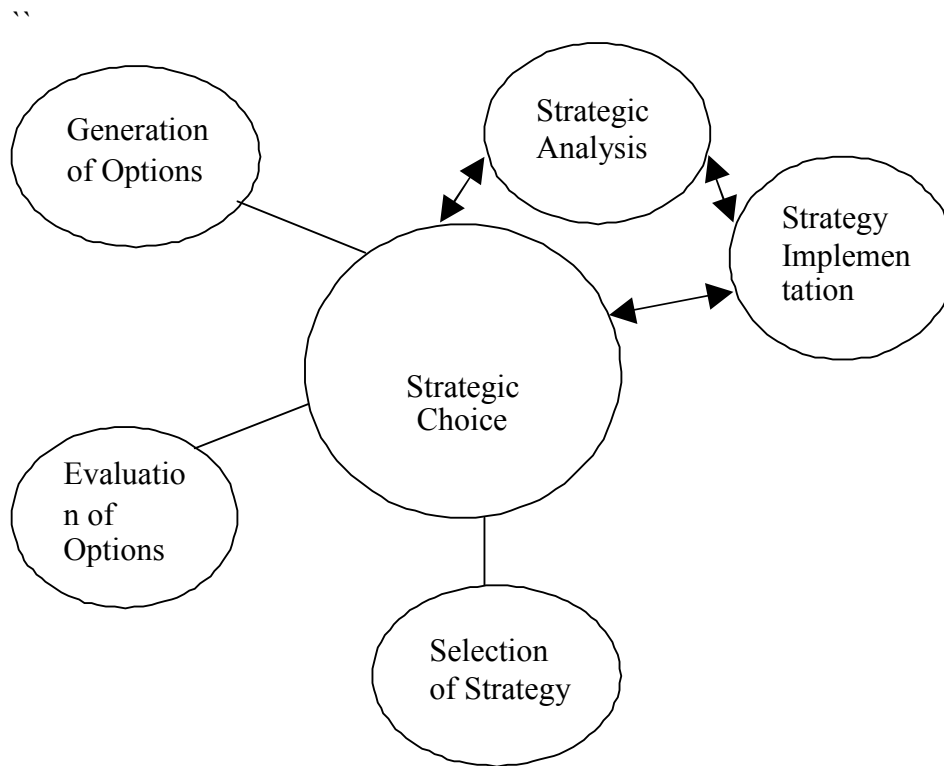 ``
Generation
of Options
Strategic
Analysis
Strategy
Implemen
tation
Strategic
Choice
Evaluatio
n of
Options
Selection
of Strategy